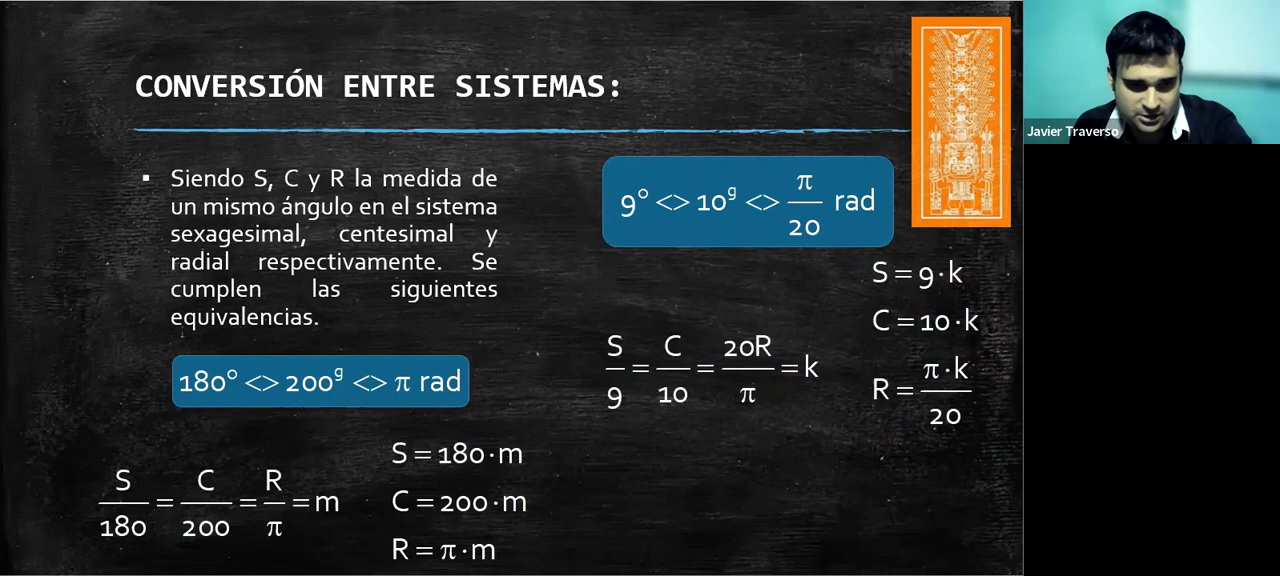 CONVERSIÓN ENTRE SISTEMAS:
▪ Siendo S, C y R la medida de
un mismo ángulo en el sistema
sexagesimal, centesimal y
radial respectivamente. Se
cumplen las siguientes
equivalencias.
180° <> 200ᵍ <> π rad
S/180 = C/200 = R/π = m
S = 180·m
C = 200·m
R = π·m
9° <> 10ᵍ <> π/20 rad
S/9 = C/10 = 20R/π = k
S = 9·k
C = 10·k
R = π·k/20
Javier Traverso